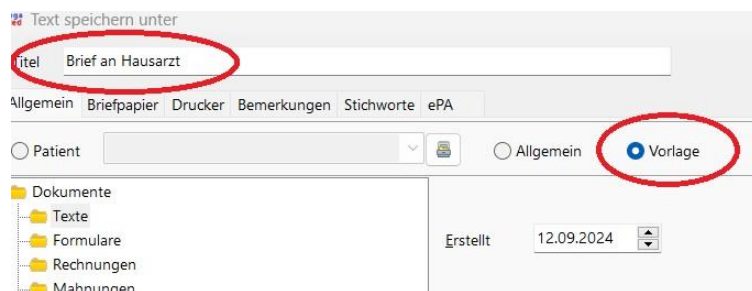 Text speichern unter
Titel Brief an Hausarzt
Allgemein Briefpapier Drucker Bemerkungen Stichworte ePA
Patient Allgemein Vorlage
Dokumente
Texte
Formulare Erstellt 12.09.2024
Rechnungen
Mahnungen